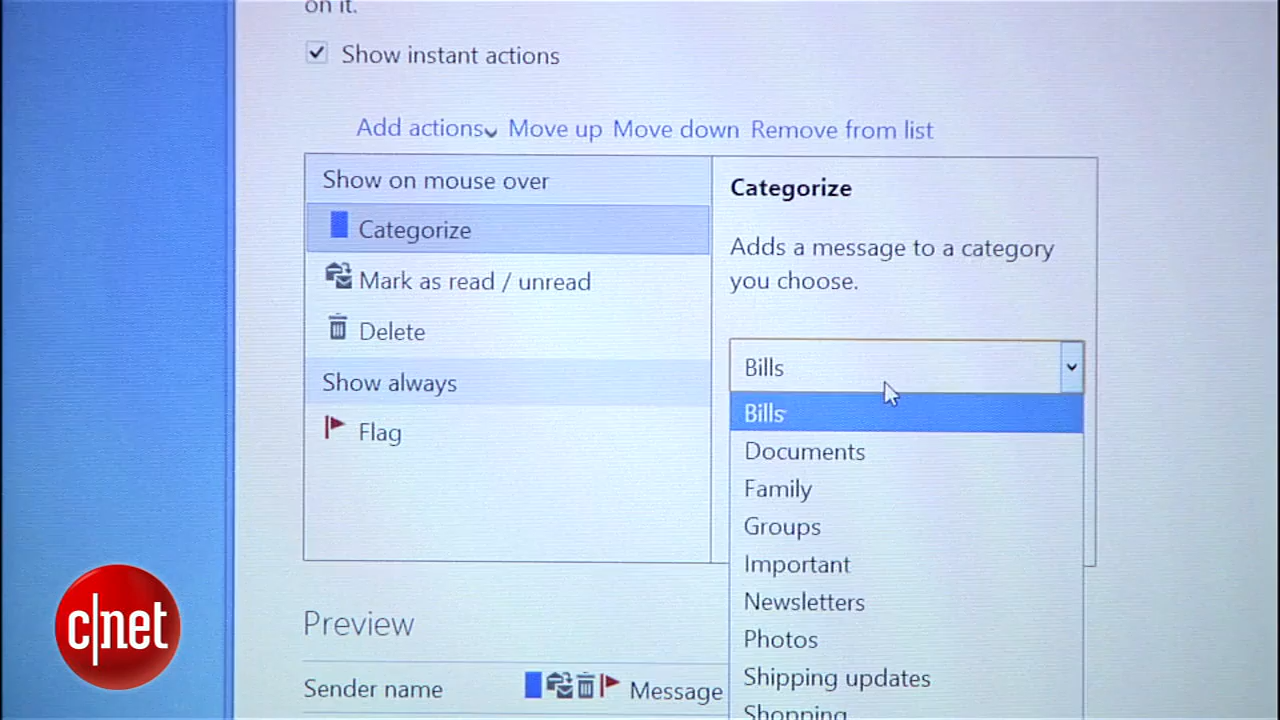 on it.
Show instant actions
Add actions Move up Move down Remove from list
Show on mouse over
Categorize
Mark as read / unread
Delete
Show always
Flag
Categorize
Adds a message to a category
you choose.
Bills
Bills
Documents
Family
Groups
Important
Newsletters
Photos
Shipping updates
Shopping
Preview
Sender name
Message
c|net